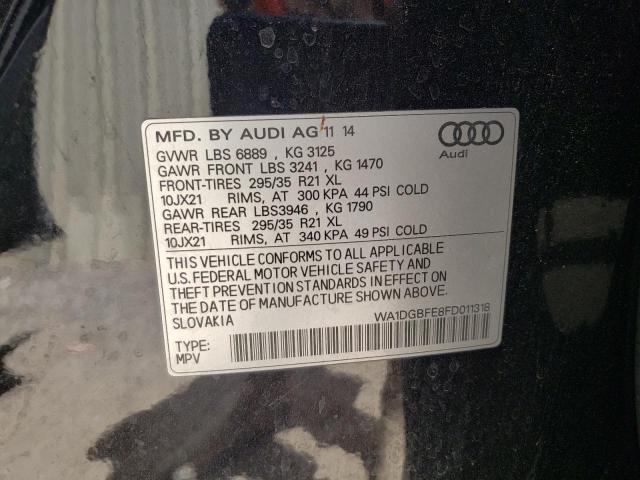 MFD. BY AUDI AG 11 14
Audi
GVWR LBS 6889 , KG 3125
GAWR FRONT LBS 3241 , KG 1470
FRONT-TIRES 295/35 R21 XL
10JX21 RIMS, AT 300 KPA 44 PSI COLD
GAWR REAR LBS3946 , KG 1790
REAR-TIRES 295/35 R21 XL
10JX21 RIMS, AT 340 KPA 49 PSI COLD
THIS VEHICLE CONFORMS TO ALL APPLICABLE
U.S. FEDERAL MOTOR VEHICLE SAFETY AND
THEFT PREVENTION STANDARDS IN EFFECT ON
THE DATE OF MANUFACTURE SHOWN ABOVE.
SLOVAKIA
WA1DGBFE8FD011318
TYPE:
MPV